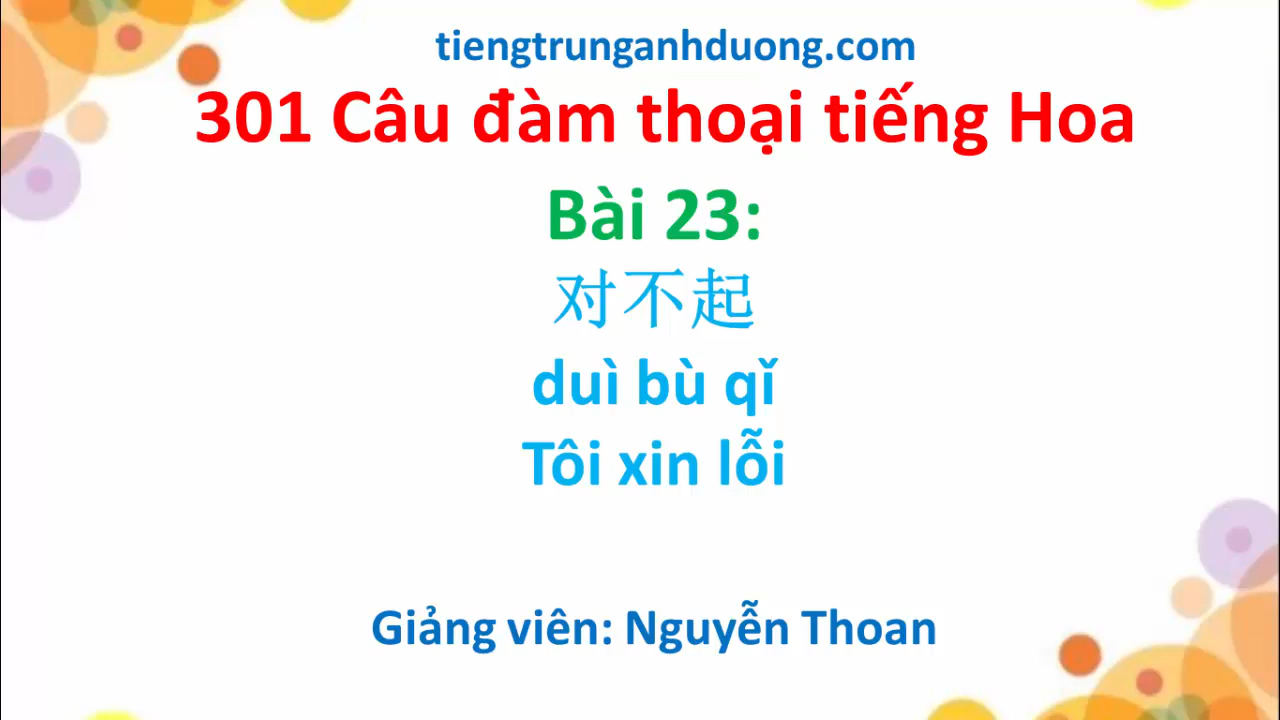 tiengtrunganhduong.com
301 Câu đàm thoại tiếng Hoa
Bài 23:
对不起
duì bù qǐ
Tôi xin lỗi
Giảng viên: Nguyễn Thoan